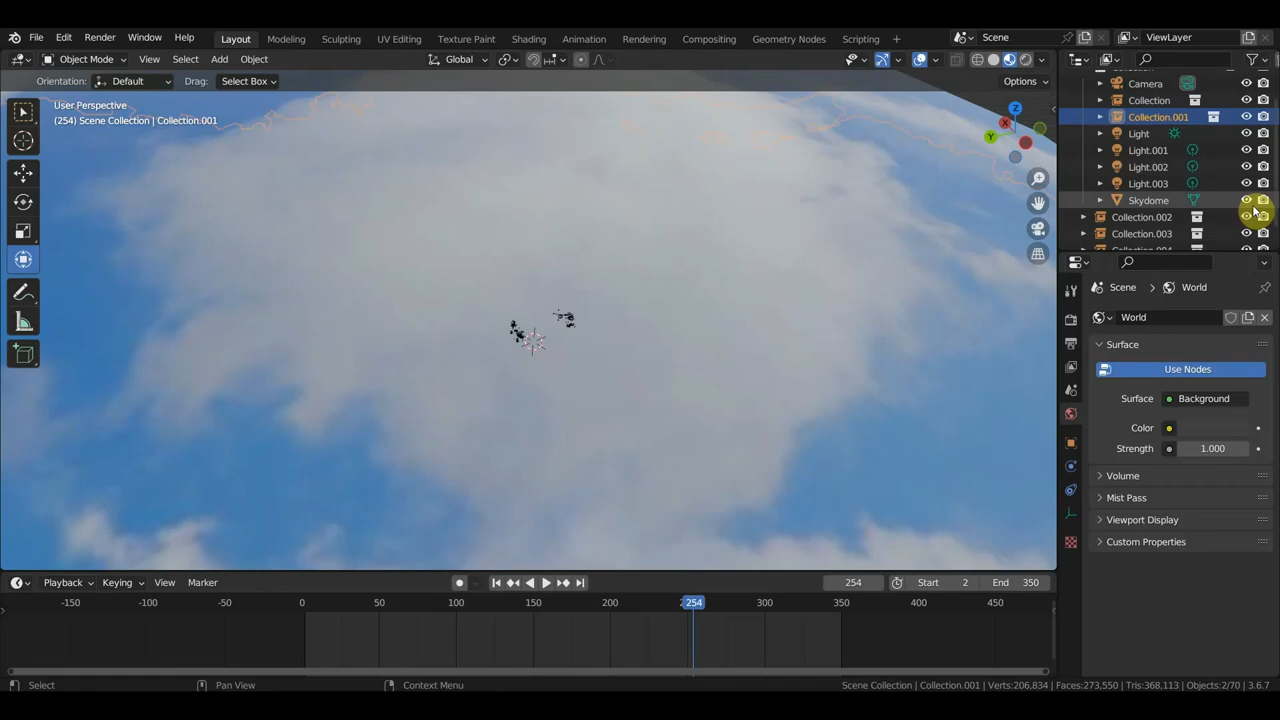 File Edit Render Window Help Layout Modeling Sculpting UV Editing Texture Paint Shading Animation Rendering Compositing Geometry Nodes Scripting + Scene ViewLayer
Object Mode View Select Add Object Global
Orientation: Default Drag: Select Box Options
User Perspective
(254) Scene Collection | Collection.001
Z
X
Y
Camera
Collection
Collection.001
Light
Light.001
Light.002
Light.003
Skydome
Collection.002
Collection.003
Scene > World
World
Surface
Use Nodes
Surface Background
Color
Strength 1.000
Volume
Mist Pass
Viewport Display
Custom Properties
Playback Keying View Marker 254 Start 2 End 350
-150 -100 -50 0 50 100 150 254 300 350 400 450
Select Pan View Context Menu Scene Collection | Collection.001 | Verts:206,834 | Faces:273,550 | Tris:368,113 | Objects:2/70 | 3.6.7